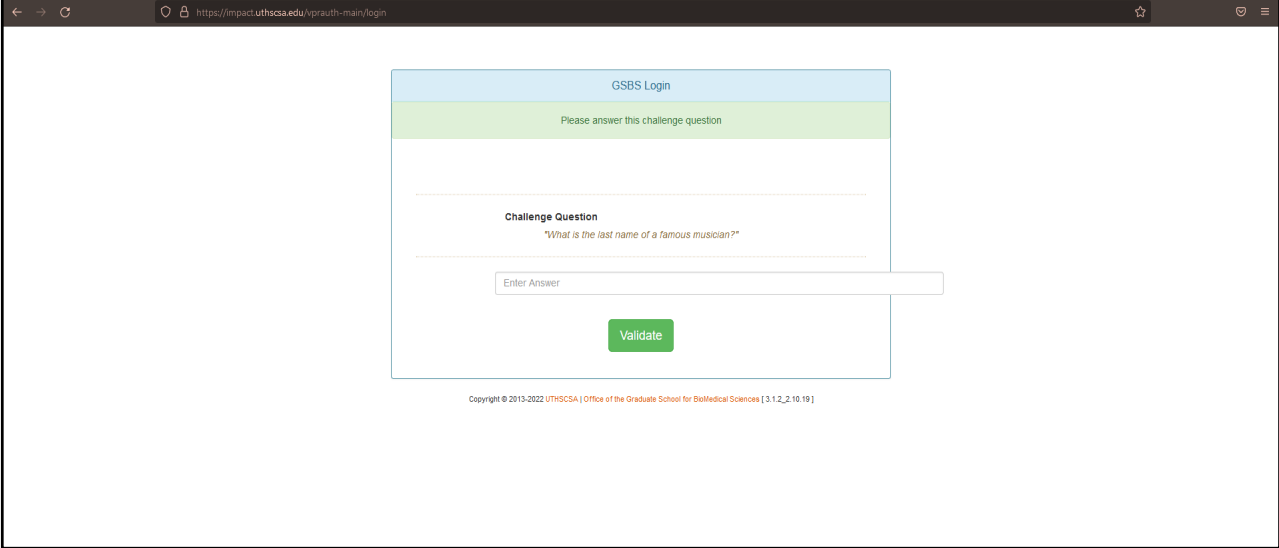 https://impact.uthscsa.edu/vprauth-main/login
GSBS Login
Please answer this challenge question
Challenge Question
"What is the last name of a famous musician?"
Enter Answer
Validate
Copyright © 2013-2022 UTHSCSA | Office of the Graduate School for BioMedical Sciences [ 3.1.2_2.10.19 ]